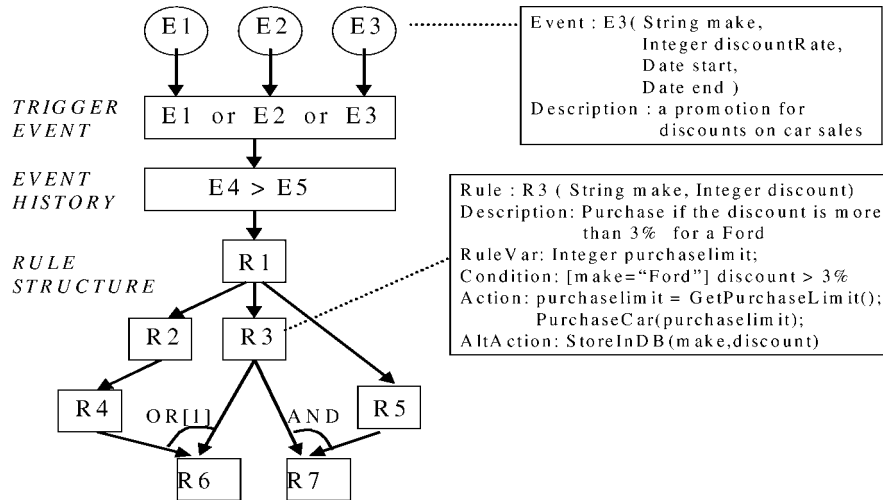 E1 E2 E3
Event : E3( String make,
Integer discountRate,
Date start,
Date end )
Description : a promotion for
discounts on car sales
TRIGGER
EVENT
E1 or E2 or E3
EVENT
HISTORY
E4 > E5
Rule : R3 ( String make, Integer discount)
Description: Purchase if the discount is more
than 3% for a Ford
RuleVar: Integer purchaselimit;
Condition: [make=“Ford”] discount > 3%
Action: purchaselimit = GetPurchaseLimit();
PurchaseCar(purchaselimit);
AltAction: StoreInDB(make,discount)
RULE
STRUCTURE
R1
R2 R3
R4 OR[1] AND R5
R6 R7